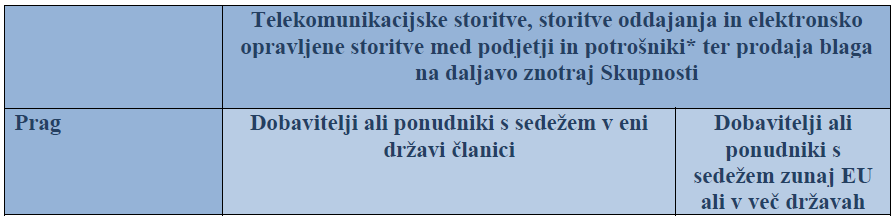 Telekomunikacijske storitve, storitve oddajanja in elektronsko
opravljene storitve med podjetji in potrošniki* ter prodaja blaga
na daljavo znotraj Skupnosti
Prag
Dobavitelji ali ponudniki s sedežem v eni
državi članici
Dobavitelji ali
ponudniki s
sedežem zunaj EU
ali v več državah